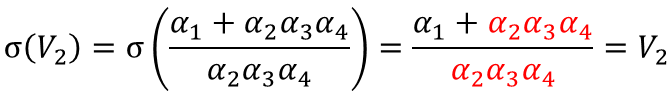 σ(V₂) = σ((α₁ + α₂α₃α₄)/(α₂α₃α₄)) = (α₁ + α₂α₃α₄)/(α₂α₃α₄) = V₂